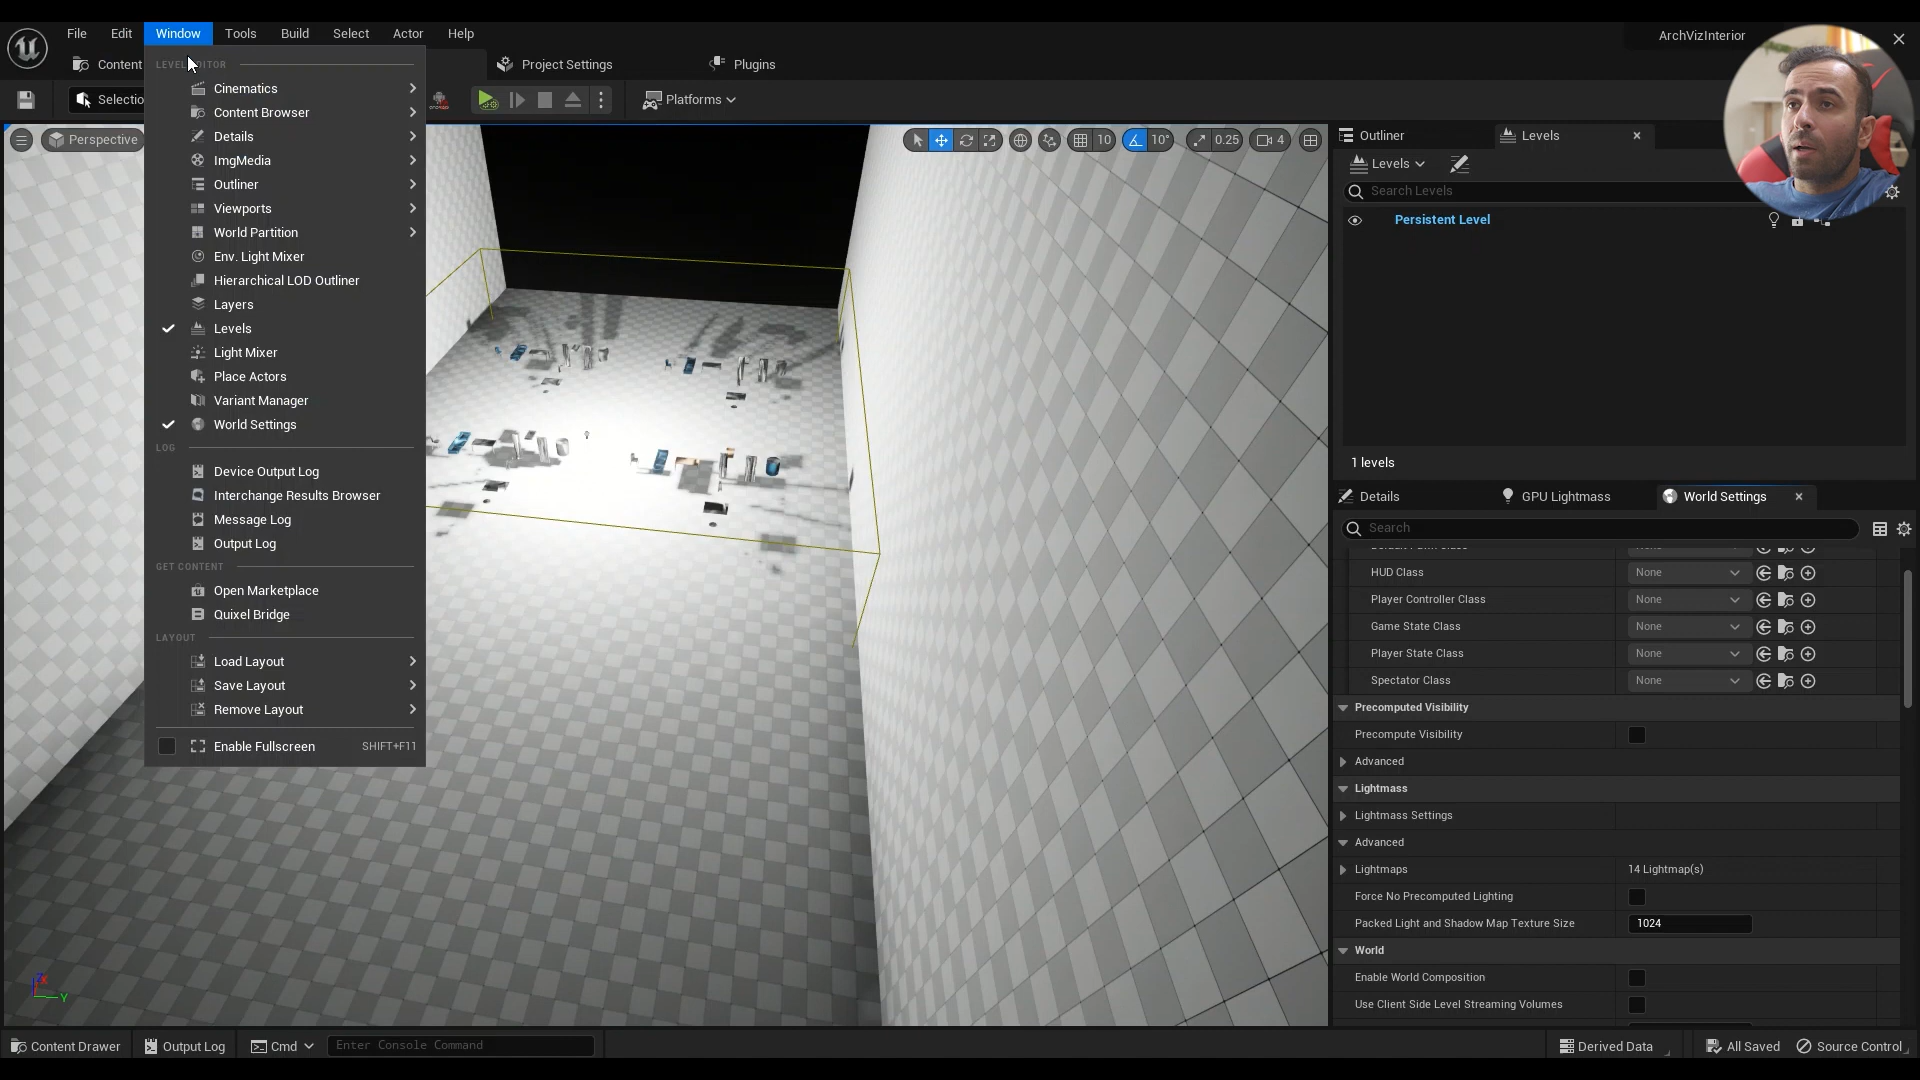 File Edit Window Tools Build Select Actor Help
ArchVizInterior
Content
Project Settings
Plugins
Selectio
Platforms
Perspective
10
10°
0.25
4
LEVEL EDITOR
Cinematics
Content Browser
Details
ImgMedia
Outliner
Viewports
World Partition
Env. Light Mixer
Hierarchical LOD Outliner
Layers
Levels
Light Mixer
Place Actors
Variant Manager
World Settings
LOG
Device Output Log
Interchange Results Browser
Message Log
Output Log
GET CONTENT
Open Marketplace
Quixel Bridge
LAYOUT
Load Layout
Save Layout
Remove Layout
Enable Fullscreen SHIFT+F11
Z
X
Y
Outliner
Levels
Levels
Search Levels
Persistent Level
1 levels
Details
GPU Lightmass
World Settings
Search
HUD Class None
Player Controller Class None
Game State Class None
Player State Class None
Spectator Class None
Precomputed Visibility
Precompute Visibility
Advanced
Lightmass
Lightmass Settings
Advanced
Lightmaps 14 Lightmap(s)
Force No Precomputed Lighting
Packed Light and Shadow Map Texture Size 1024
World
Enable World Composition
Use Client Side Level Streaming Volumes
Content Drawer
Output Log
Cmd
Enter Console Command
Derived Data
All Saved
Source Control